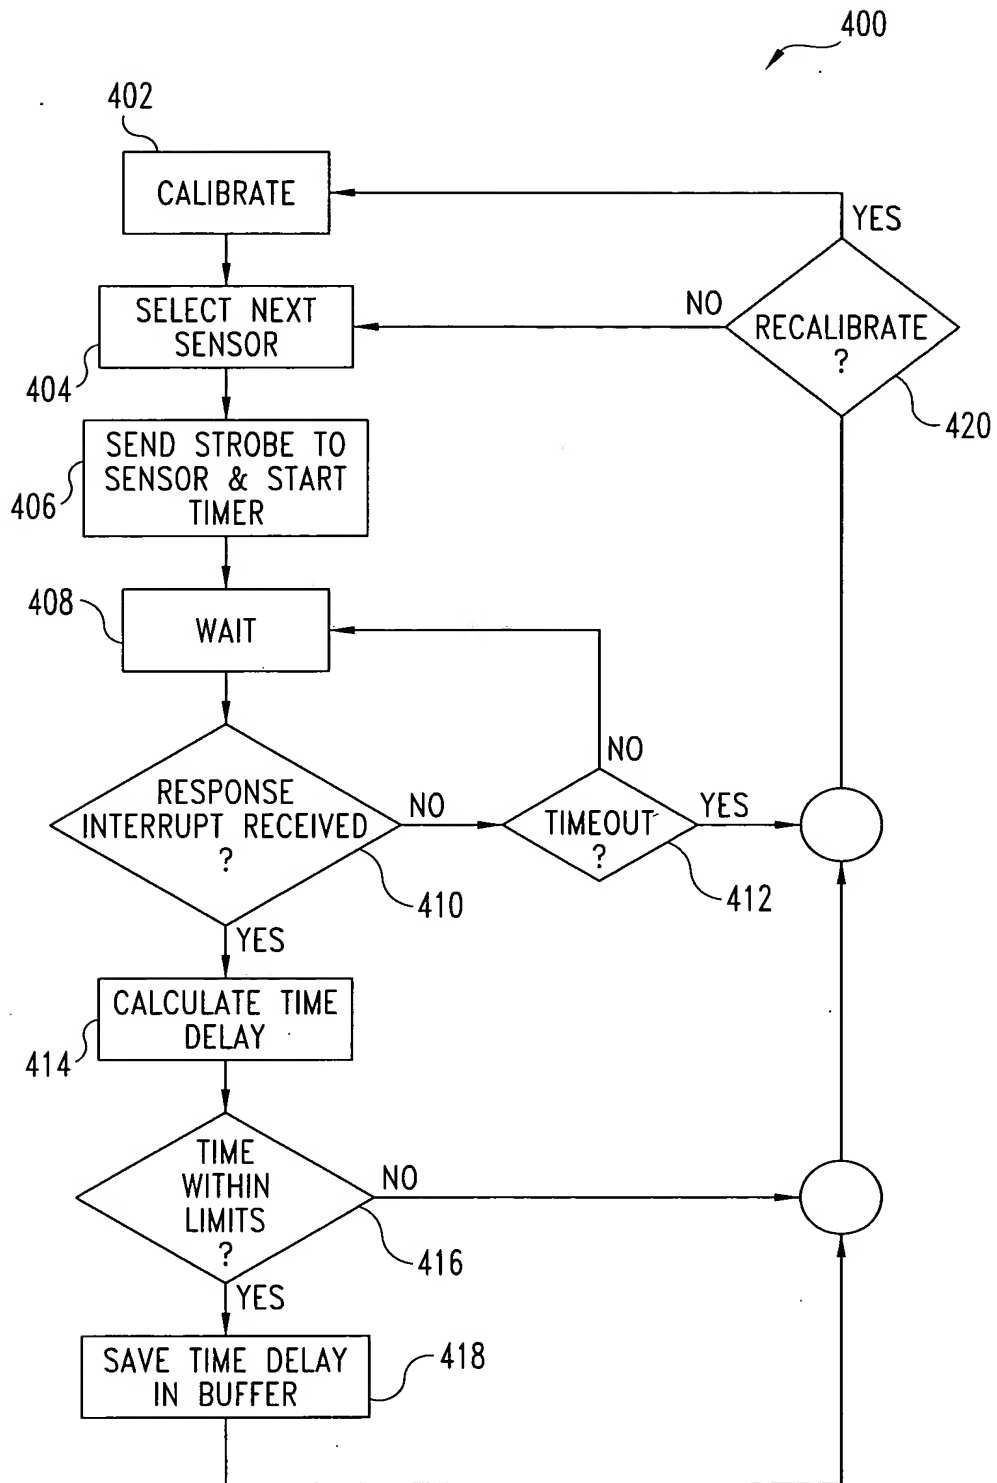 400
402
CALIBRATE
YES
SELECT NEXT
SENSOR
NO
RECALIBRATE
?
404
420
SEND STROBE TO
SENSOR & START
TIMER
406
408
WAIT
NO
RESPONSE
INTERRUPT RECEIVED
?
NO
TIMEOUT
?
YES
410
412
YES
CALCULATE TIME
DELAY
414
TIME
WITHIN
LIMITS
?
NO
416
YES
SAVE TIME DELAY
IN BUFFER
418